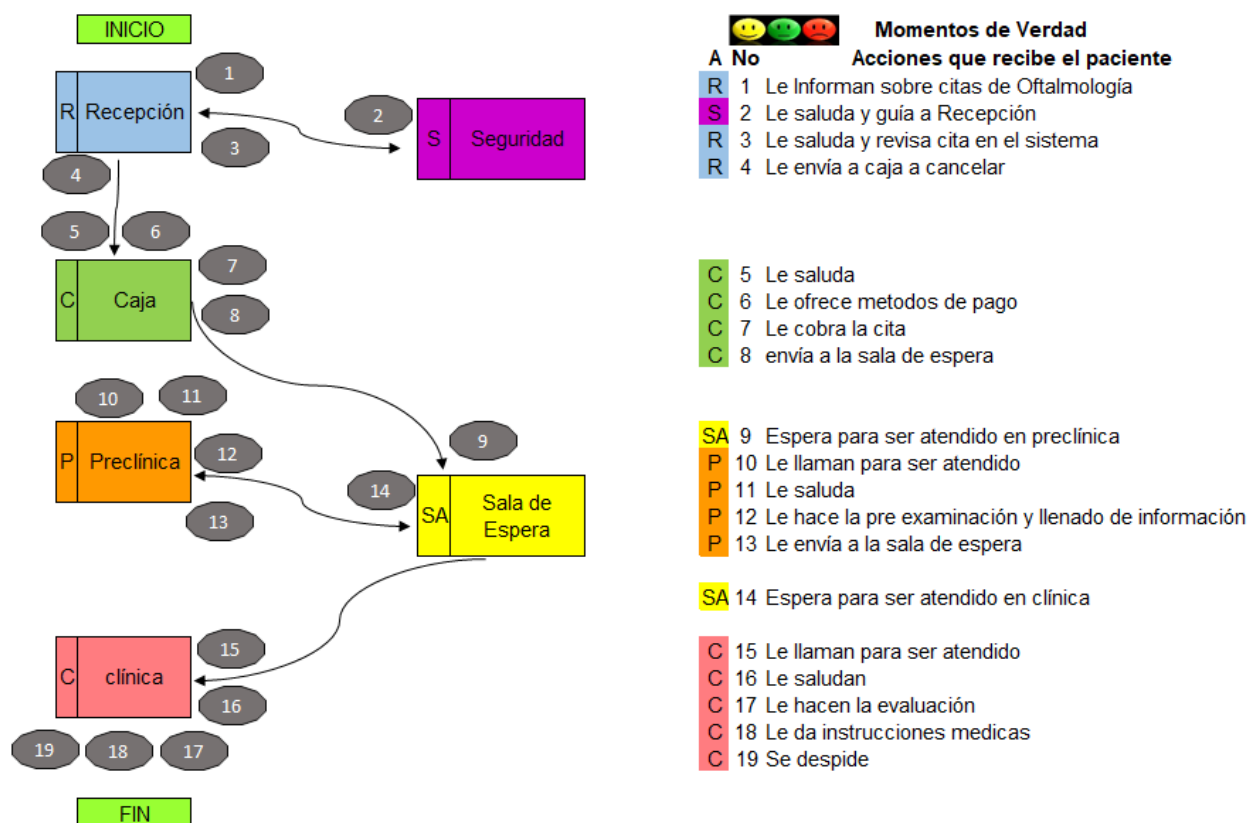 INICIO
1
R Recepción
2
S Seguridad
3
4
5
6
7
C Caja
8
10
11
9
P Preclínica
12
14
13
SA Sala de
Espera
15
C clínica
16
19
18
17
FIN
Momentos de Verdad
A No Acciones que recibe el paciente
R 1 Le Informan sobre citas de Oftalmología
S 2 Le saluda y guía a Recepción
R 3 Le saluda y revisa cita en el sistema
R 4 Le envía a caja a cancelar
C 5 Le saluda
C 6 Le ofrece metodos de pago
C 7 Le cobra la cita
C 8 envía a la sala de espera
SA 9 Espera para ser atendido en preclínica
P 10 Le llaman para ser atendido
P 11 Le saluda
P 12 Le hace la pre examinación y llenado de información
P 13 Le envía a la sala de espera
SA 14 Espera para ser atendido en clínica
C 15 Le llaman para ser atendido
C 16 Le saludan
C 17 Le hacen la evaluación
C 18 Le da instrucciones medicas
C 19 Se despide